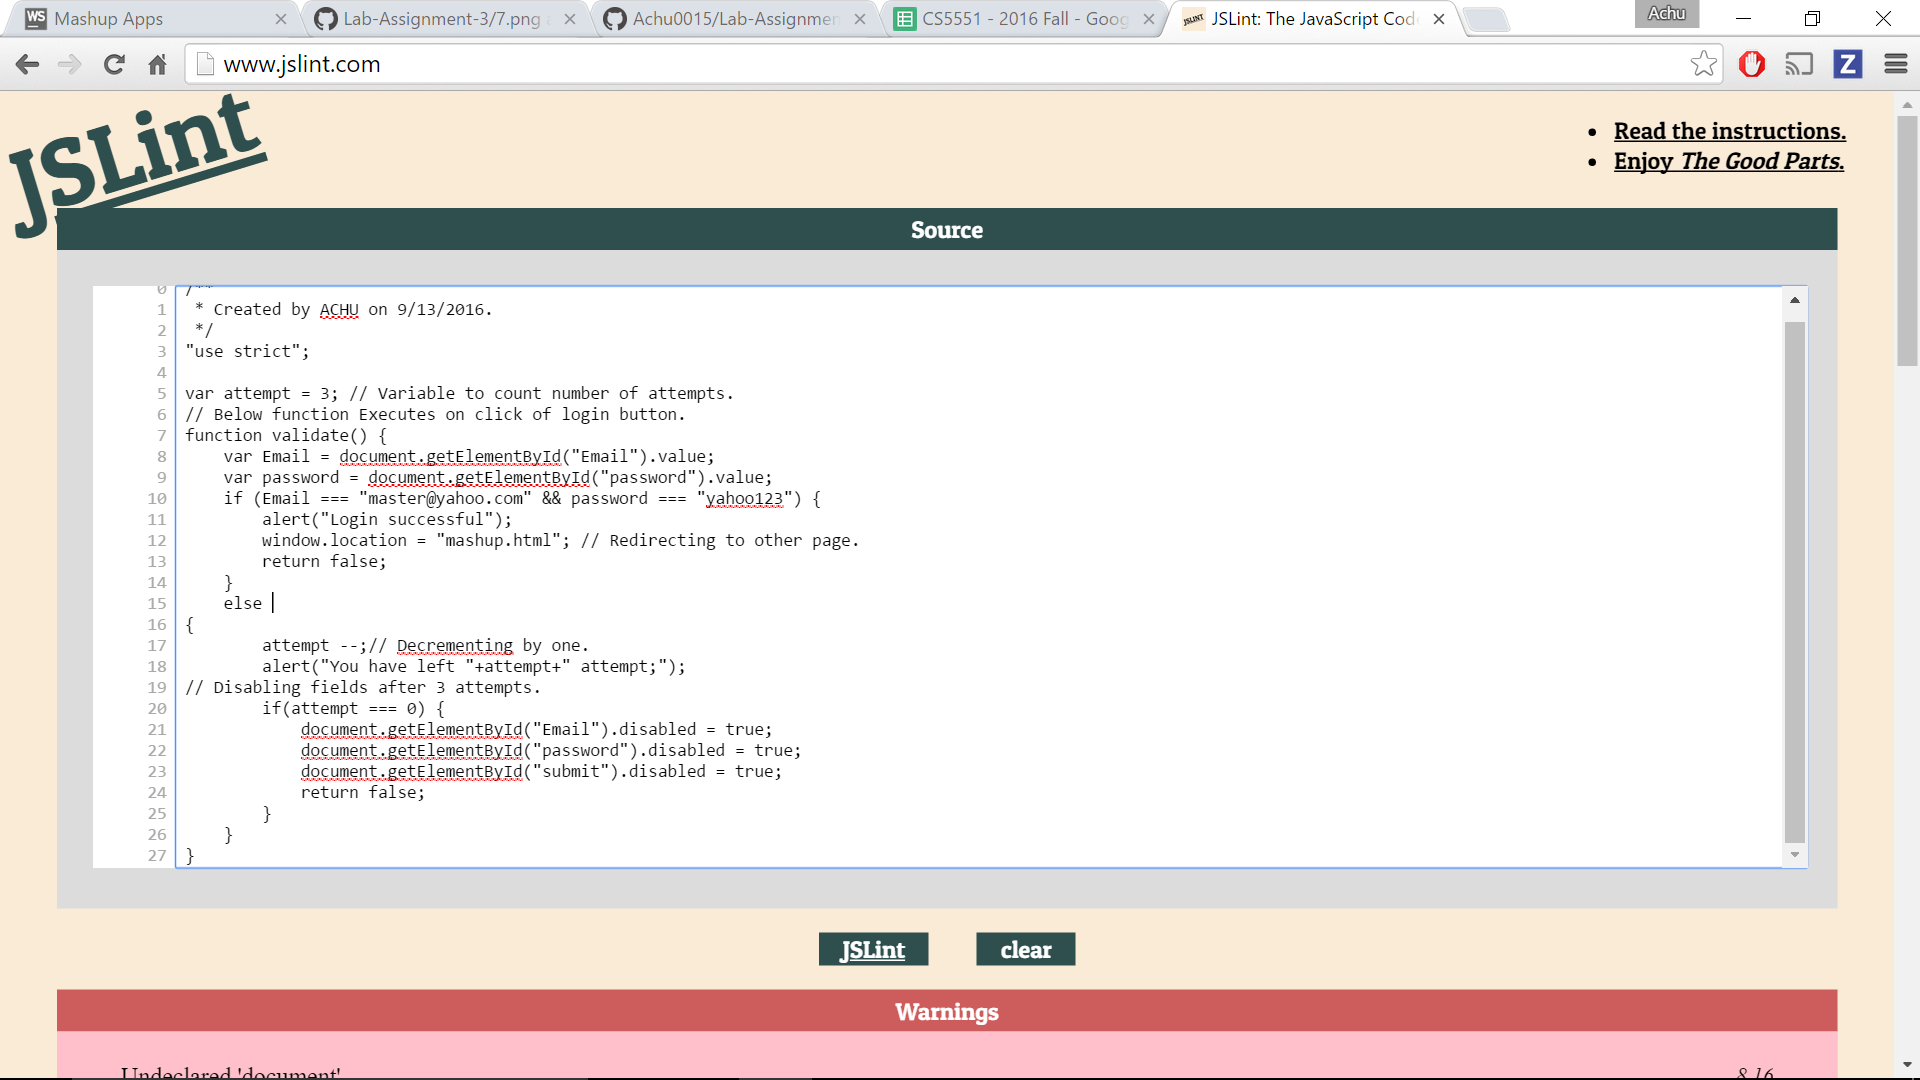 WS Mashup Apps
Lab-Assignment-3/7.png
Achu0015/Lab-Assignmen
CS5551 - 2016 Fall - Goog
JSLINT JSLint: The JavaScript Cod
Achu
www.jslint.com
Z
JSLint
• Read the instructions.
• Enjoy The Good Parts.
Source
0 /**
1  * Created by ACHU on 9/13/2016.
2  */
3 "use strict";
4
5 var attempt = 3; // Variable to count number of attempts.
6 // Below function Executes on click of login button.
7 function validate() {
8     var Email = document.getElementById("Email").value;
9     var password = document.getElementById("password").value;
10     if (Email === "master@yahoo.com" && password === "yahoo123") {
11         alert("Login successful");
12         window.location = "mashup.html"; // Redirecting to other page.
13         return false;
14     }
15     else
16 {
17         attempt --;// Decrementing by one.
18         alert("You have left "+attempt+" attempt;");
19 // Disabling fields after 3 attempts.
20         if(attempt === 0) {
21             document.getElementById("Email").disabled = true;
22             document.getElementById("password").disabled = true;
23             document.getElementById("submit").disabled = true;
24             return false;
25         }
26     }
27 }
JSLint
clear
Warnings
Undeclared 'document'
8.16